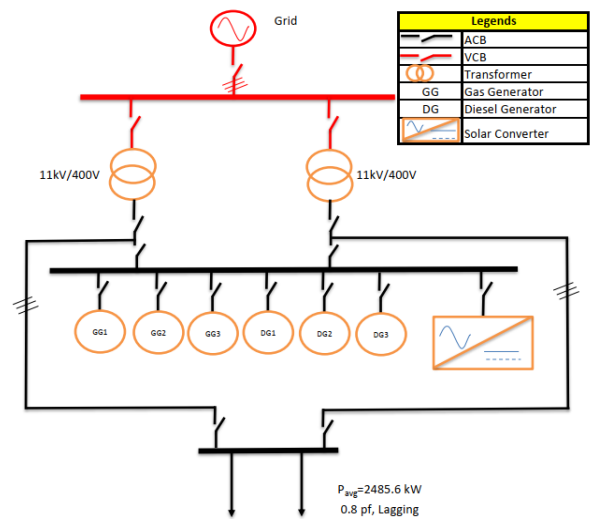 Grid
Legends
ACB
VCB
Transformer
GG Gas Generator
DG Diesel Generator
Solar Converter
11kV/400V
11kV/400V
GG1 GG2 GG3 DG1 DG2 DG3
Pavg=2485.6 kW
0.8 pf, Lagging